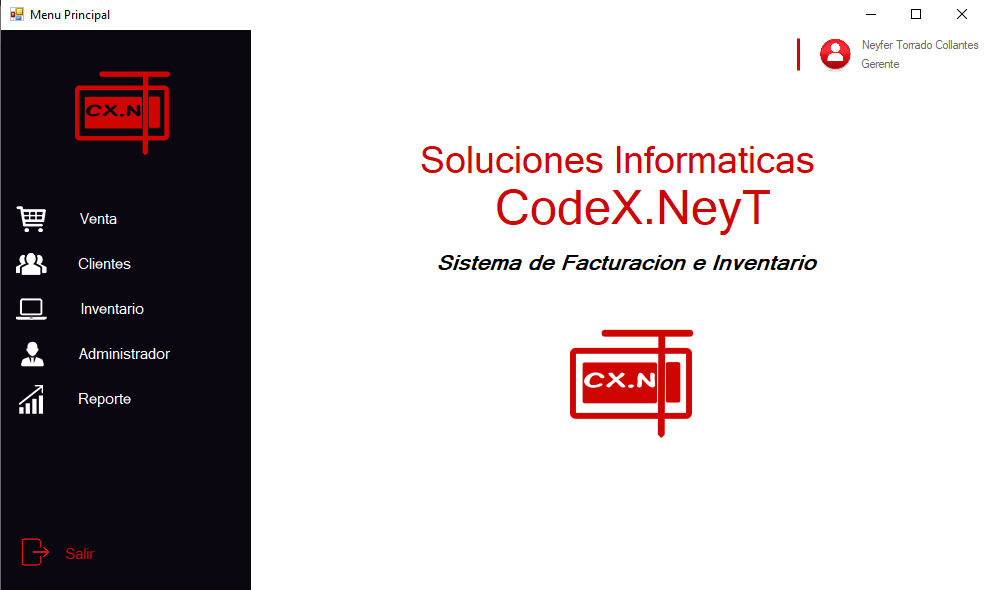 Menu Principal
Neyfer Torrado Collantes
Gerente
CX.N
Venta
Clientes
Inventario
Administrador
Reporte
Salir
Soluciones Informaticas
CodeX.NeyT
Sistema de Facturacion e Inventario
CX.N